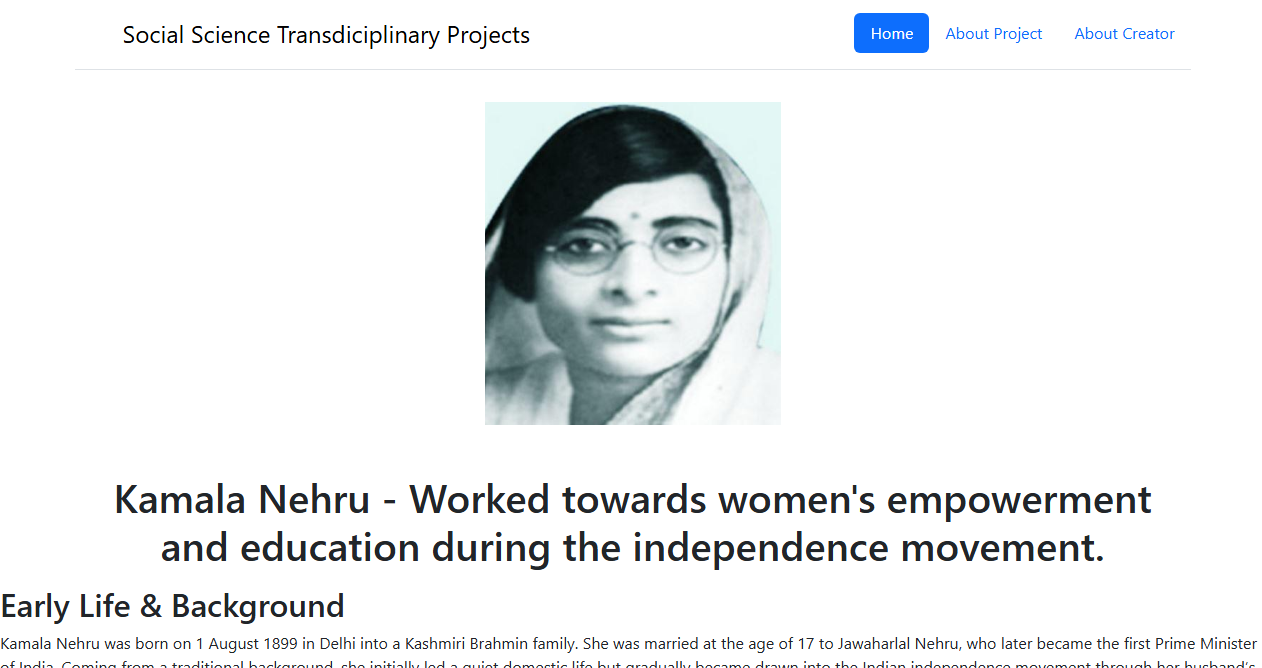 Social Science Transdiciplinary Projects
Home
About Project
About Creator
Kamala Nehru - Worked towards women's empowerment
and education during the independence movement.
Early Life & Background
Kamala Nehru was born on 1 August 1899 in Delhi into a Kashmiri Brahmin family. She was married at the age of 17 to Jawaharlal Nehru, who later became the first Prime Minister
of India. Coming from a traditional background, she initially led a quiet domestic life but gradually became drawn into the Indian independence movement through her husband’s